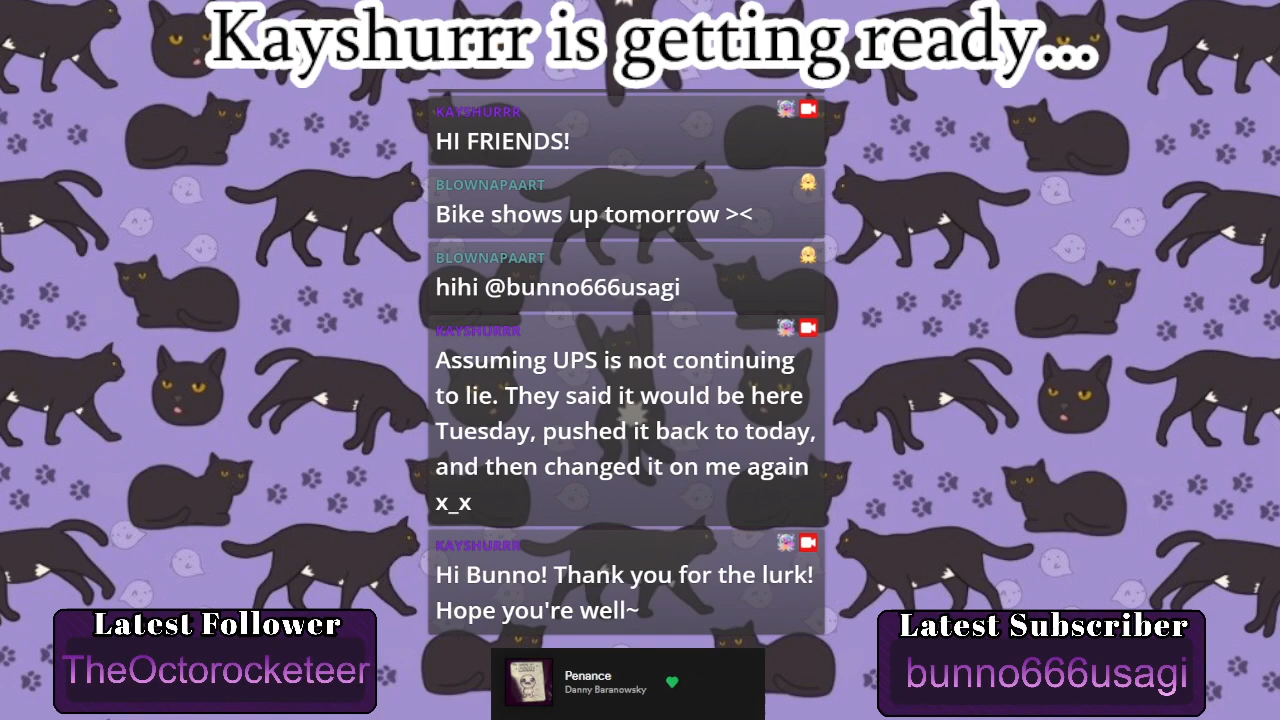 Kayshurrr is getting ready...
KAYSHURRR
HI FRIENDS!
BLOWNAPAART
Bike shows up tomorrow ><
BLOWNAPAART
hihi @bunno666usagi
KAYSHURRR
Assuming UPS is not continuing
to lie. They said it would be here
Tuesday, pushed it back to today,
and then changed it on me again
x_x
KAYSHURRR
Hi Bunno! Thank you for the lurk!
Hope you're well~
Latest Follower
TheOctorocketeer
Penance
Danny Baranowsky
Latest Subscriber
bunno666usagi